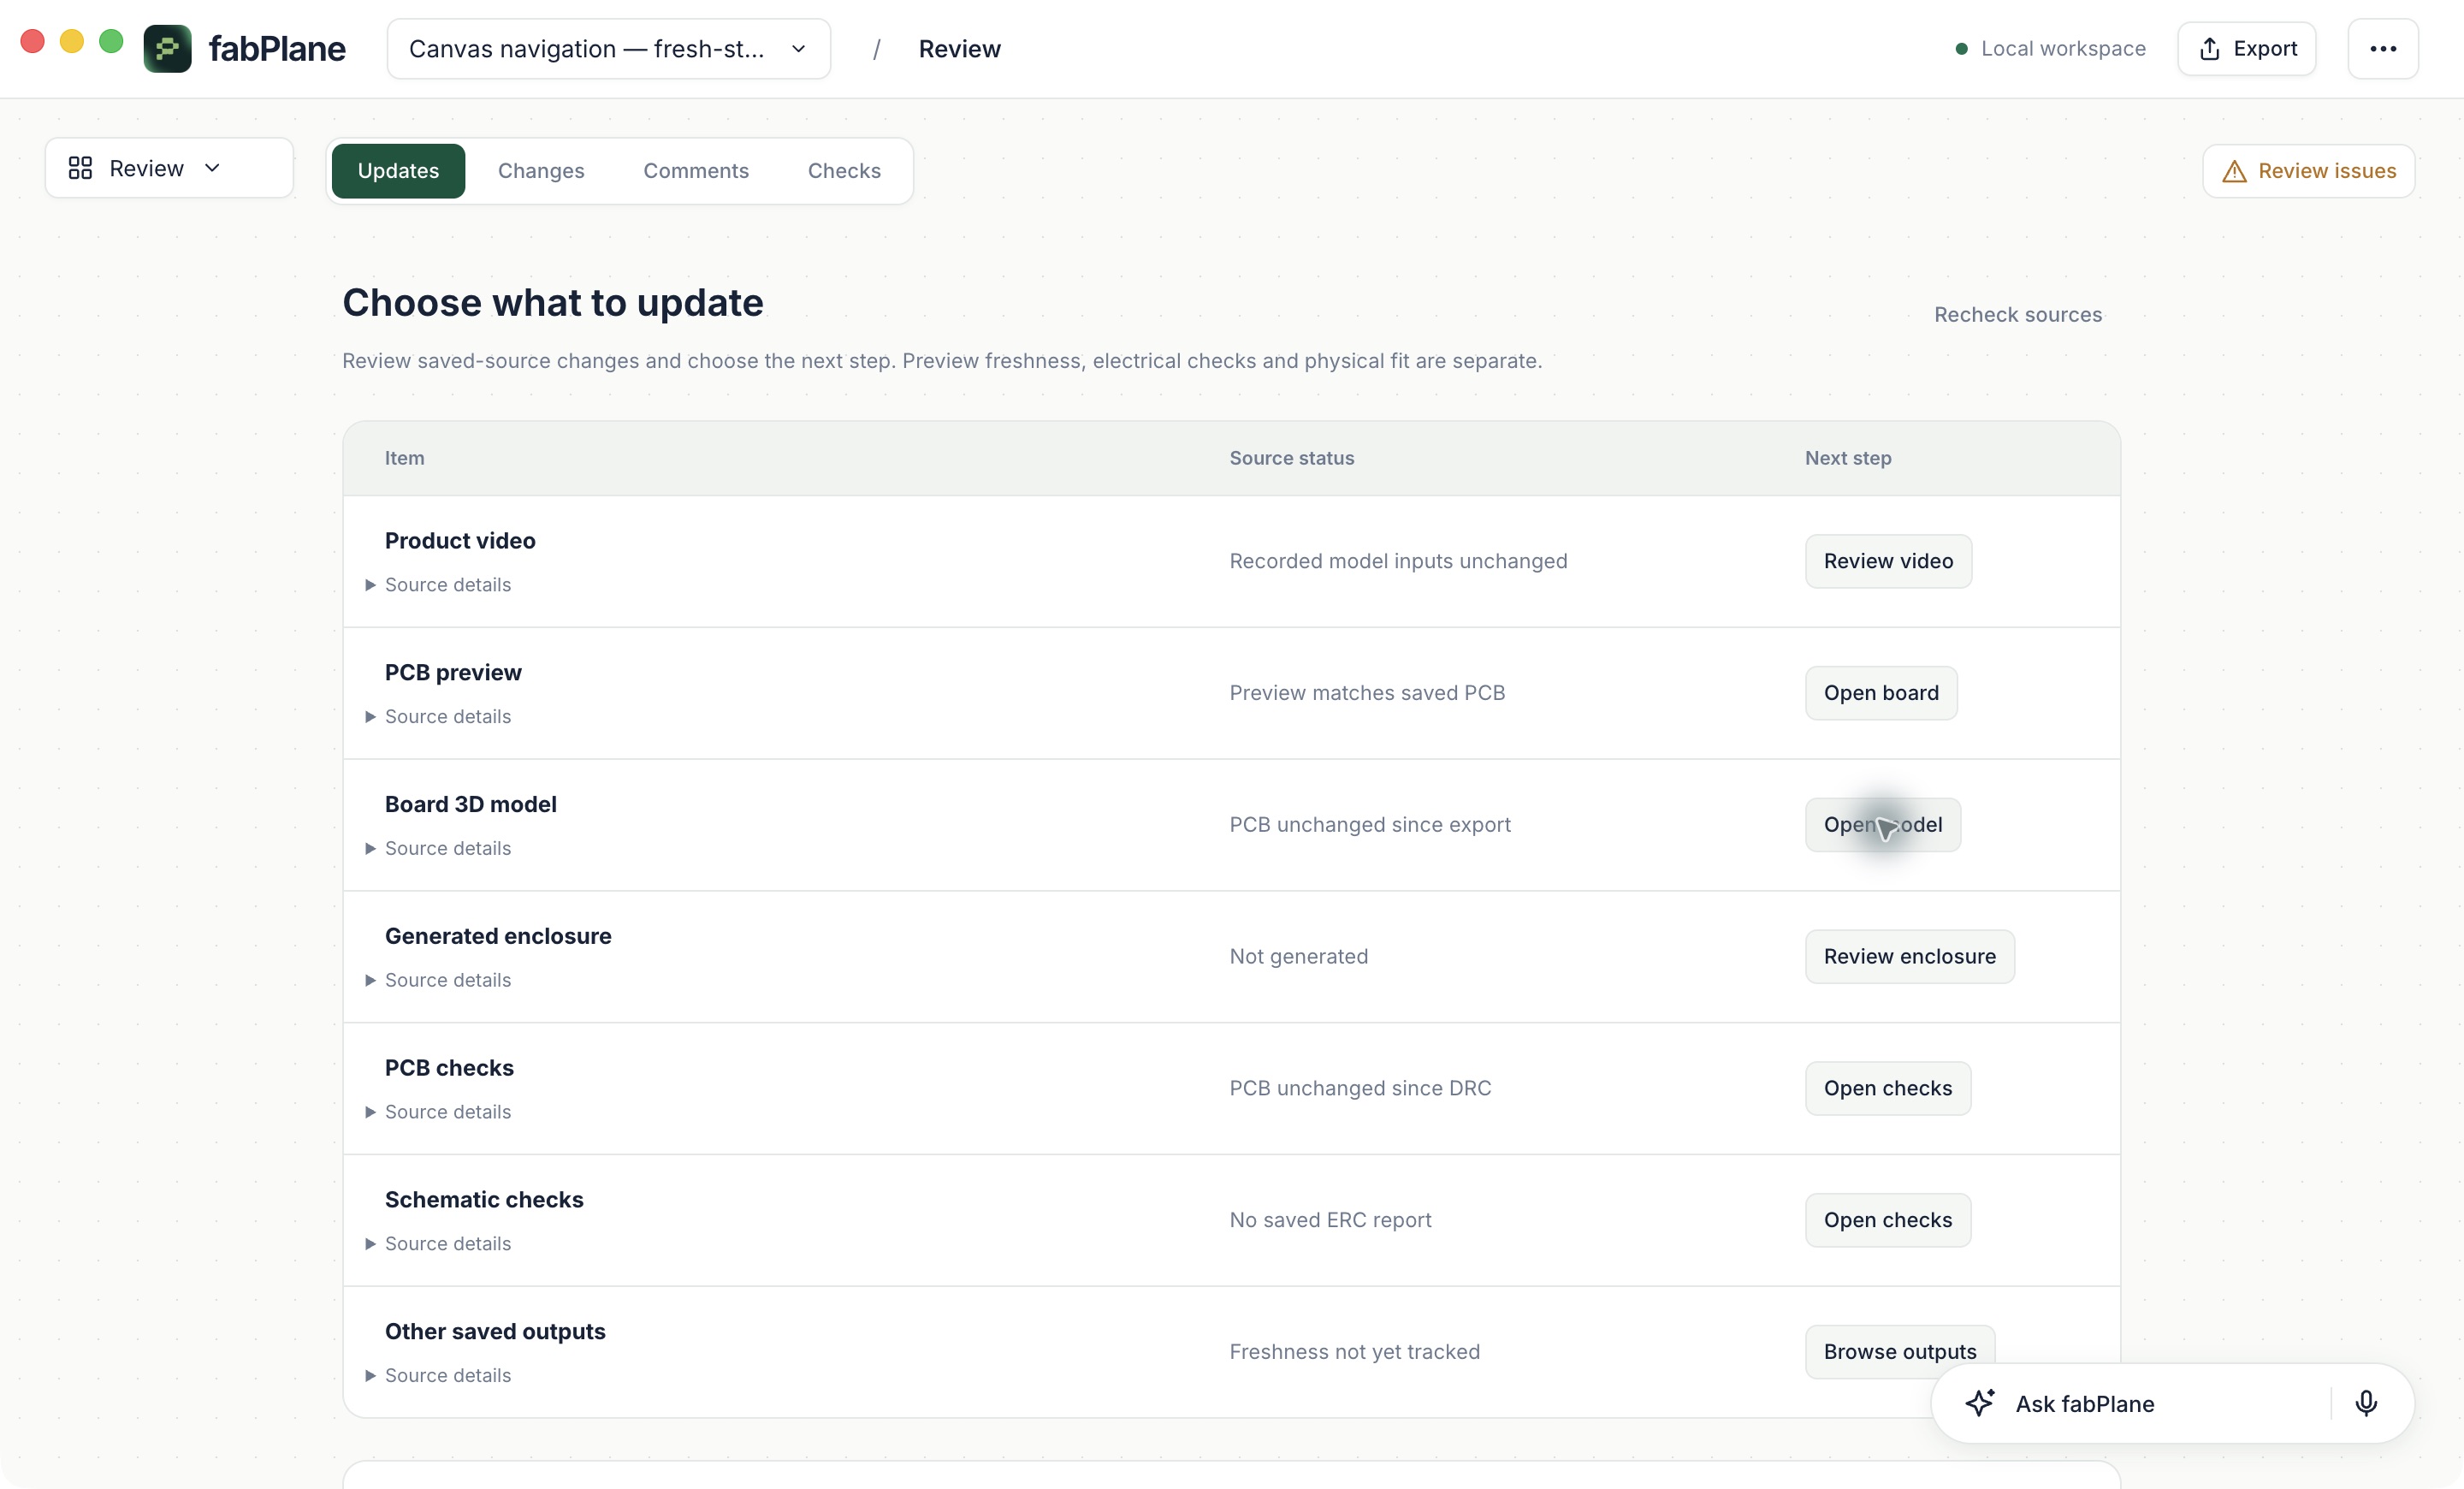 fabPlane
Canvas navigation — fresh-st...
/
Review
Local workspace
Export
Review
Updates
Changes
Comments
Checks
Review issues
Choose what to update
Recheck sources
Review saved-source changes and choose the next step. Preview freshness, electrical checks and physical fit are separate.
Item
Source status
Next step
Product video
Source details
Recorded model inputs unchanged
Review video
PCB preview
Source details
Preview matches saved PCB
Open board
Board 3D model
Source details
PCB unchanged since export
Open model
Generated enclosure
Source details
Not generated
Review enclosure
PCB checks
Source details
PCB unchanged since DRC
Open checks
Schematic checks
Source details
No saved ERC report
Open checks
Other saved outputs
Source details
Freshness not yet tracked
Browse outputs
Ask fabPlane